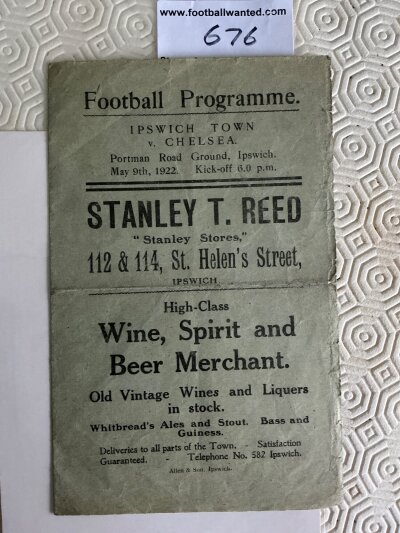 www.footballwanted.com
676
Football Programme.
IPSWICH TOWN
v. CHELSEA.
Portman Road Ground, Ipswich.
May 9th, 1922. Kick-off 6.0 p.m.
STANLEY T. REED
"Stanley Stores,"
112 & 114, St. Helen's Street,
IPSWICH.
High-Class
Wine, Spirit and
Beer Merchant.
Old Vintage Wines and Liquers
in stock.
Whitbread's Ales and Stout. Bass and
Guiness.
Deliveries to all parts of the Town. - Satisfaction
Guaranteed. - Telephone No. 582 Ipswich.
Allen & Son, Ipswich.